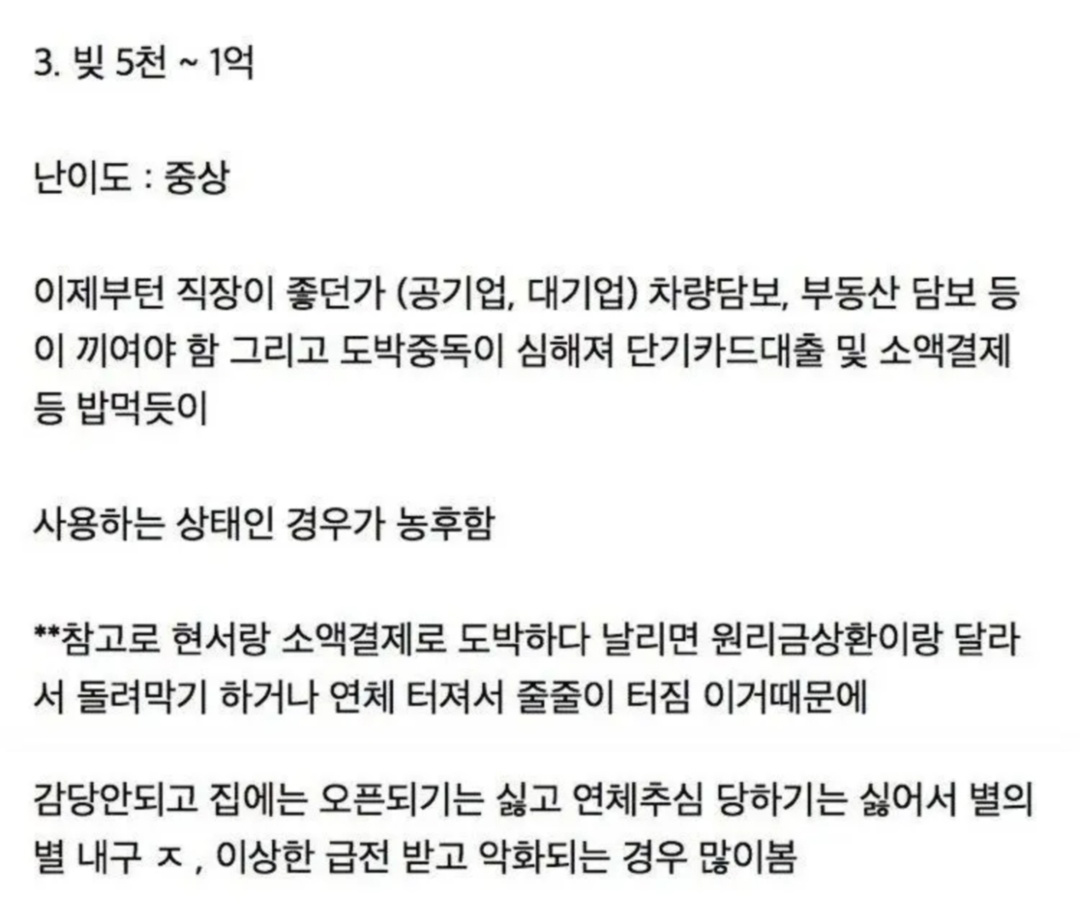 3. 빚 5천 ~ 1억
난이도 : 중상
이제부턴 직장이 좋던가 (공기업, 대기업) 차량담보, 부동산 담보 등
이 끼여야 함 그리고 도박중독이 심해져 단기카드대출 및 소액결제
등 밥먹듯이
사용하는 상태인 경우가 농후함
**참고로 현서랑 소액결제로 도박하다 날리면 원리금상환이랑 달라
서 돌려막기 하거나 연체 터져서 줄줄이 터짐 이거때문에
감당안되고 집에는 오픈되기는 싫고 연체추심 당하기는 싫어서 별의
별 내구 ㅈ , 이상한 급전 받고 악화되는 경우 많이봄